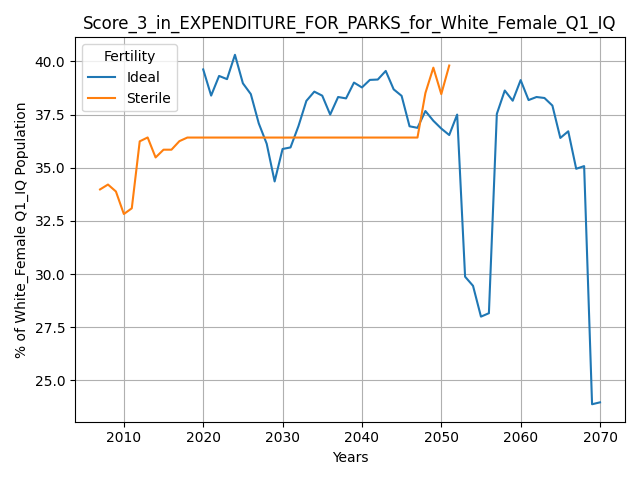 Score_3_in_EXPENDITURE_FOR_PARKS_for_White_Female_Q1_IQ
Fertility
Ideal
Sterile
% of White_Female Q1_IQ Population
40.0
37.5
35.0
32.5
30.0
27.5
25.0
2010 2020 2030 2040 2050 2060 2070
Years